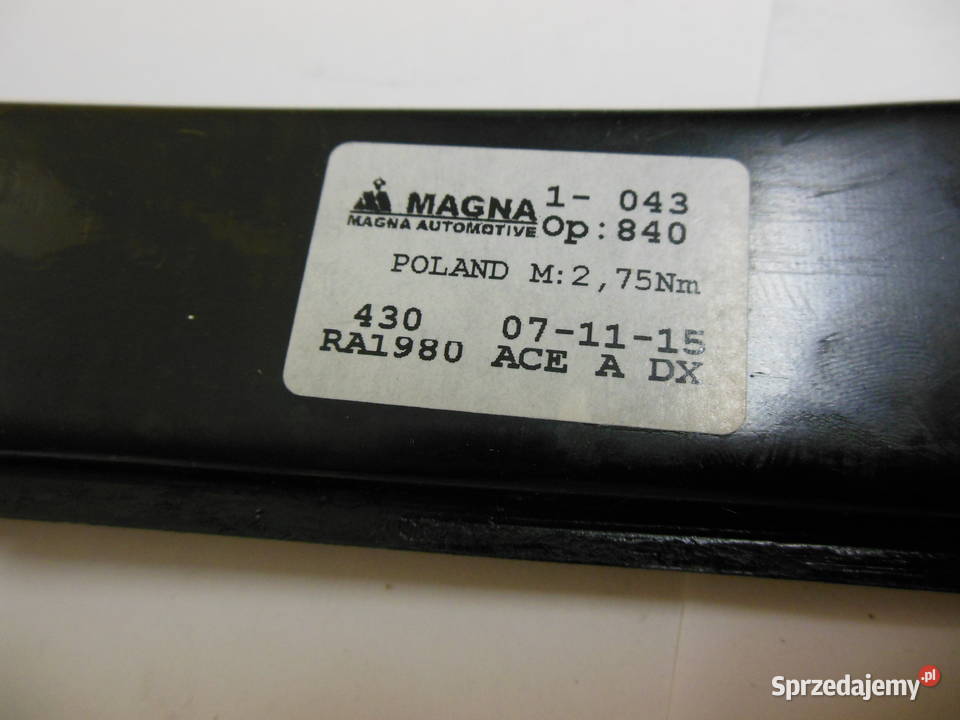 MAGNA 1- 043
MAGNA AUTOMOTIVE Op:840
POLAND M:2,75Nm
430 07-11-15
RA1980 ACE A DX
Sprzedajemy.pl